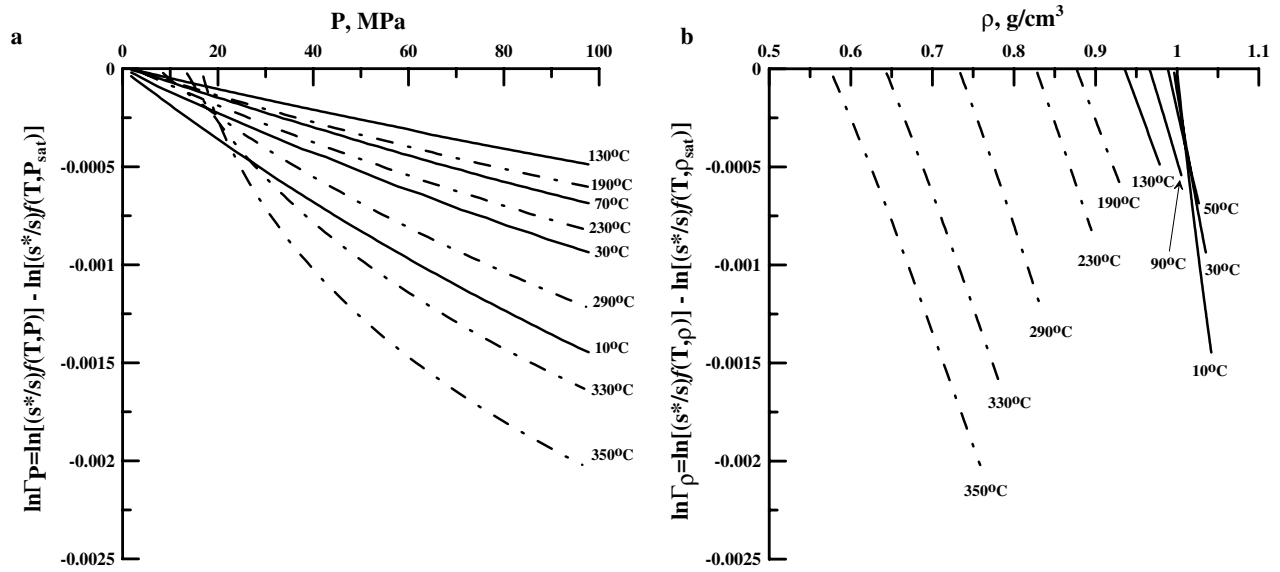 a
P, MPa
0 20 40 60 80 100
0
-0.0005
-0.001
-0.0015
-0.002
-0.0025
lnΓP=ln[(s*/s)f(T,P)] - ln[(s*/s)f(T,Psat)]
130ºC
190ºC
70ºC
230ºC
30ºC
290ºC
10ºC
330ºC
350ºC
b
ρ, g/cm³
0.5 0.6 0.7 0.8 0.9 1 1.1
0
-0.0005
-0.001
-0.0015
-0.002
-0.0025
lnΓρ=ln[(s*/s)f(T,ρ)] - ln[(s*/s)f(T,ρsat)]
130ºC
190ºC
50ºC
230ºC
90ºC
30ºC
290ºC
10ºC
330ºC
350ºC